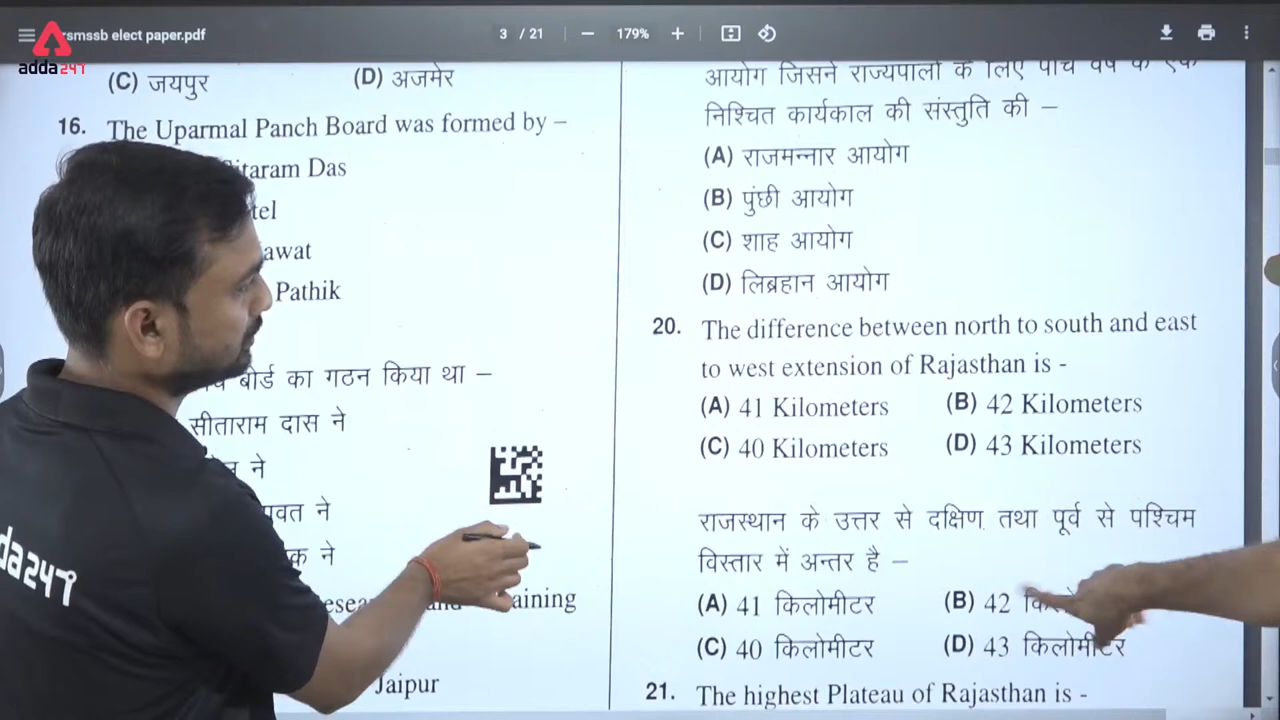 rsmssb elect paper.pdf
3 / 21
179%
adda247
(C) जयपुर
(D) अजमेर
16. The Uparmal Panch Board was formed by –
Sitaram Das
Pathik
बोर्ड का गठन किया था –
सीताराम दास ने
ने
ने
ने
Jaipur
आयोग जिसने राज्यपालों के लिए पांच वर्ष के एक
निश्चित कार्यकाल की संस्तुति की –
(A) राजमन्नार आयोग
(B) पुंछी आयोग
(C) शाह आयोग
(D) लिब्रहान आयोग
20. The difference between north to south and east
to west extension of Rajasthan is -
(A) 41 Kilometers
(B) 42 Kilometers
(C) 40 Kilometers
(D) 43 Kilometers
राजस्थान के उत्तर से दक्षिण तथा पूर्व से पश्चिम
विस्तार में अन्तर है –
(A) 41 किलोमीटर
(B) 42
(C) 40 किलोमीटर
(D) 43 किलोमीटर
21. The highest Plateau of Rajasthan is -
da247